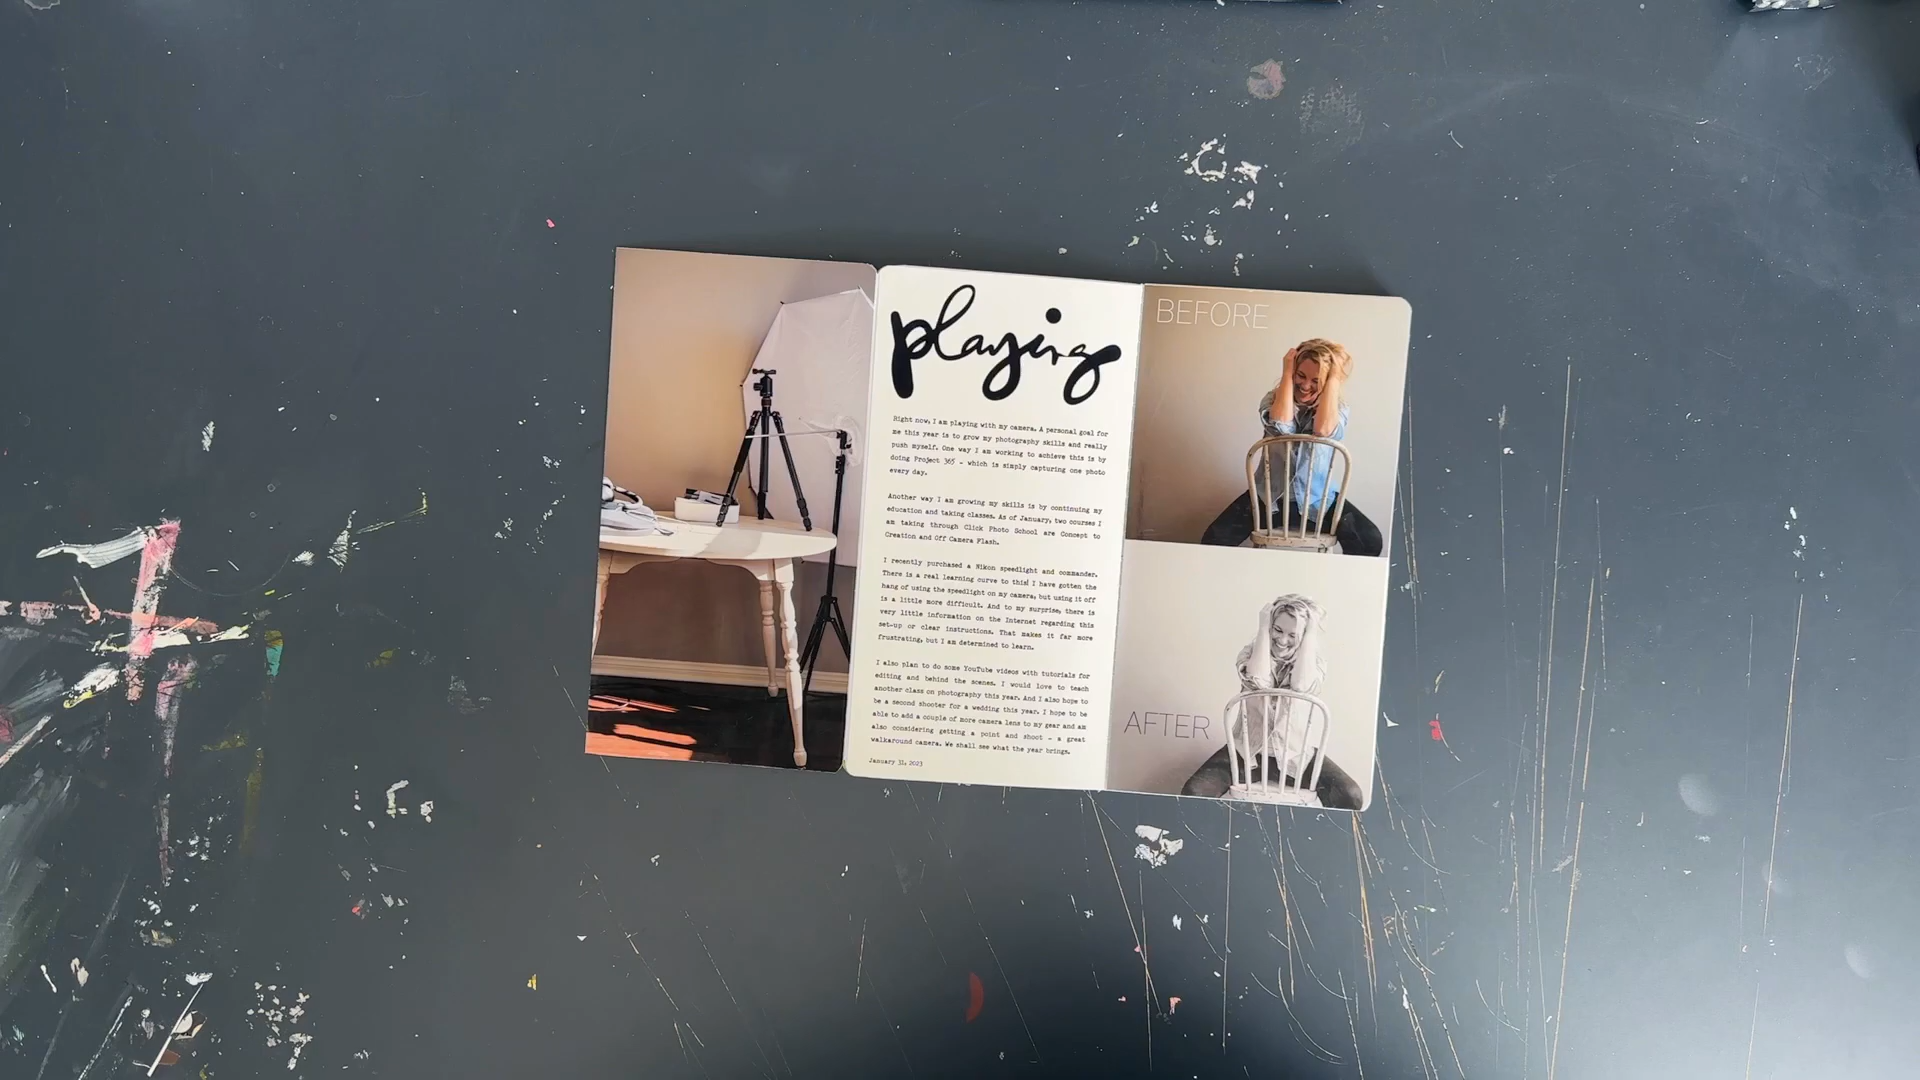 playing
Right now, I am playing with my camera. A personal goal for
me this year is to grow my photography skills and really
push myself. One way I am working to achieve this is by
doing Project 365 - which is simply capturing one photo
every day.
Another way I am growing my skills is by continuing my
education and taking classes. As of January, two courses I
am taking through Click Photo School are Concept to
Creation and Off Camera Flash.
I recently purchased a Nikon speedlight and commander.
There is a real learning curve to this! I have gotten the
hang of using the speedlight on my camera, but using it off
is a little more difficult. And to my surprise, there is
very little information on the Internet regarding this
set-up or clear instructions. That makes it far more
frustrating, but I am determined to learn.
I also plan to do some YouTube videos with tutorials for
editing and behind the scenes. I would love to teach
another class on photography this year. And I also hope to
be a second shooter for a wedding this year. I hope to be
able to add a couple of more camera lens to my gear and am
also considering getting a point and shoot - a great
walkaround camera. We shall see what the year brings.
January 31, 2023
BEFORE
AFTER